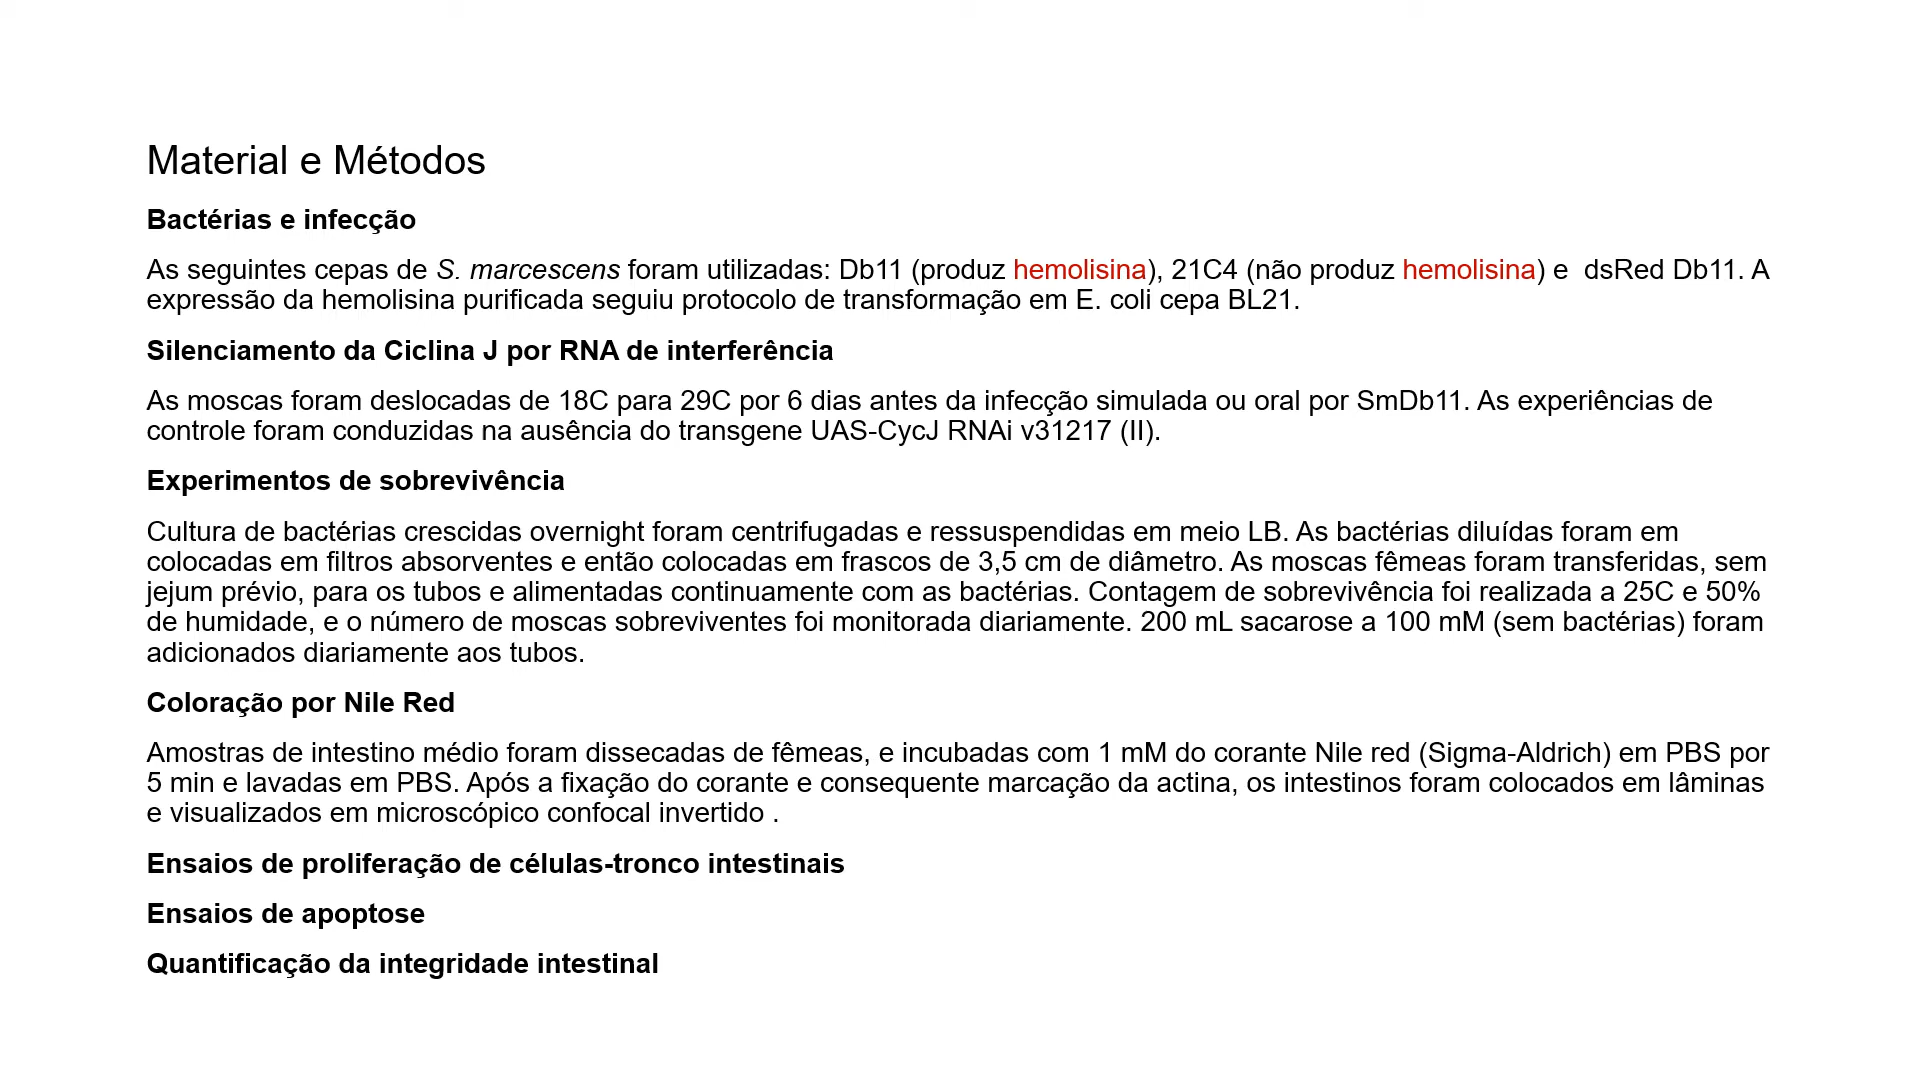 Material e Métodos
Bactérias e infecção
As seguintes cepas de S. marcescens foram utilizadas: Db11 (produz hemolisina), 21C4 (não produz hemolisina) e  dsRed Db11. A
expressão da hemolisina purificada seguiu protocolo de transformação em E. coli cepa BL21.
Silenciamento da Ciclina J por RNA de interferência
As moscas foram deslocadas de 18C para 29C por 6 dias antes da infecção simulada ou oral por SmDb11. As experiências de
controle foram conduzidas na ausência do transgene UAS-CycJ RNAi v31217 (II).
Experimentos de sobrevivência
Cultura de bactérias crescidas overnight foram centrifugadas e ressuspendidas em meio LB. As bactérias diluídas foram em
colocadas em filtros absorventes e então colocadas em frascos de 3,5 cm de diâmetro. As moscas fêmeas foram transferidas, sem
jejum prévio, para os tubos e alimentadas continuamente com as bactérias. Contagem de sobrevivência foi realizada a 25C e 50%
de humidade, e o número de moscas sobreviventes foi monitorada diariamente. 200 mL sacarose a 100 mM (sem bactérias) foram
adicionados diariamente aos tubos.
Coloração por Nile Red
Amostras de intestino médio foram dissecadas de fêmeas, e incubadas com 1 mM do corante Nile red (Sigma-Aldrich) em PBS por
5 min e lavadas em PBS. Após a fixação do corante e consequente marcação da actina, os intestinos foram colocados em lâminas
e visualizados em microscópico confocal invertido .
Ensaios de proliferação de células-tronco intestinais
Ensaios de apoptose
Quantificação da integridade intestinal